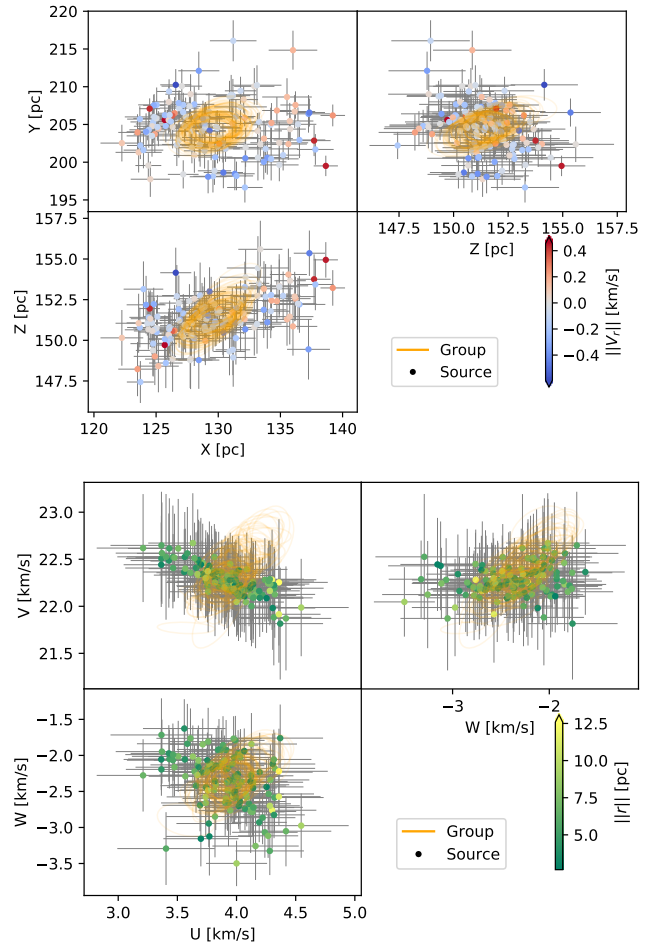 220
215
210
205
200
195
Y [pc]
147.5 150.0 152.5 155.0 157.5
Z [pc]
157.5
155.0
152.5
150.0
147.5
Z [pc]
120 125 130 135 140
X [pc]
Group
Source
0.4
0.2
0.0
−0.2
−0.4
||Vr|| [km/s]
23.0
22.5
22.0
21.5
V [km/s]
−3 −2
W [km/s]
−1.5
−2.0
−2.5
−3.0
−3.5
W [km/s]
3.0 3.5 4.0 4.5 5.0
U [km/s]
Group
Source
12.5
10.0
7.5
5.0
||r|| [pc]